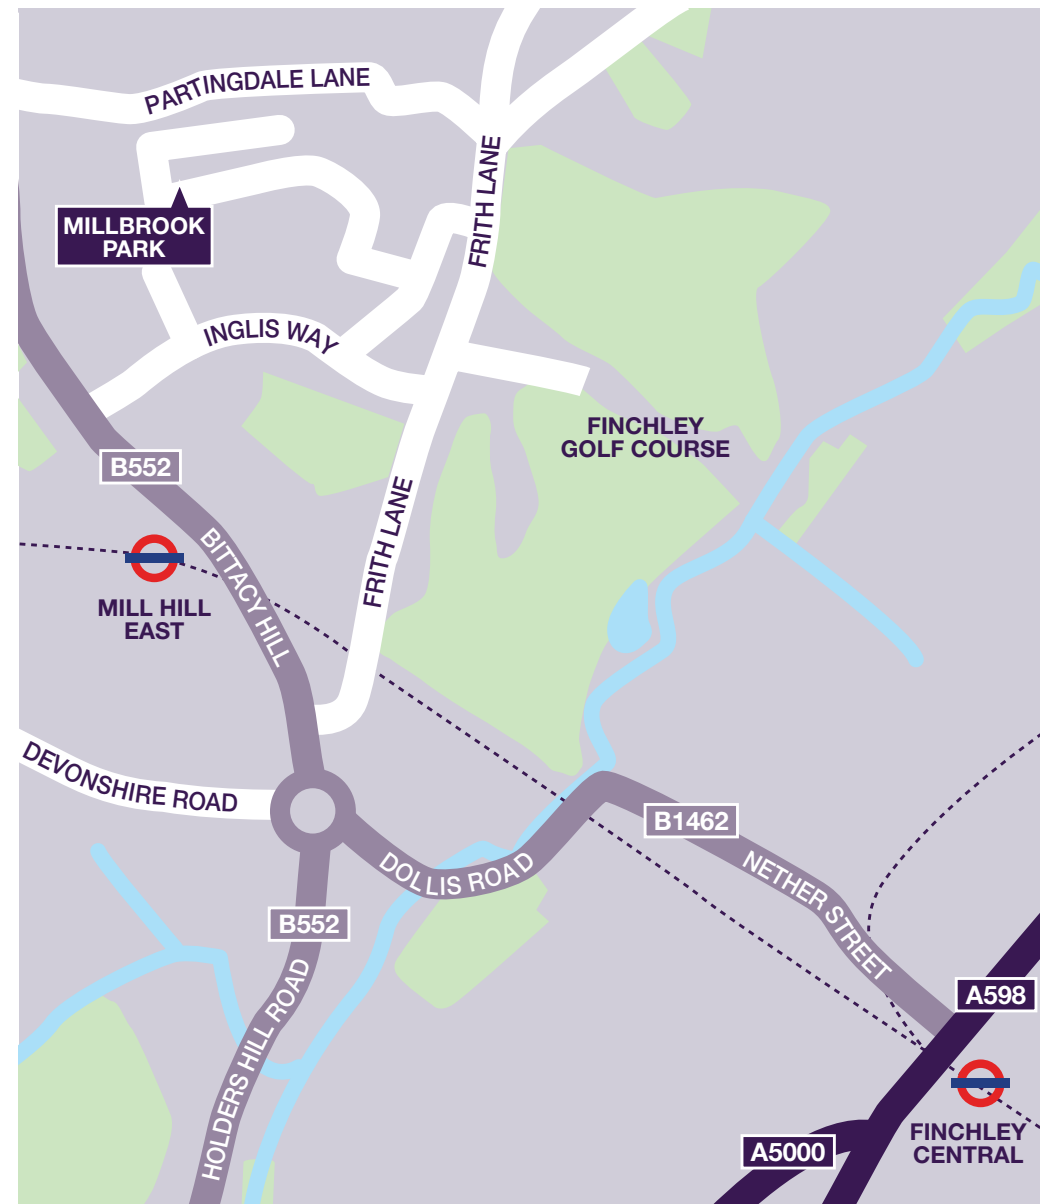 PARTINGDALE LANE
FRITH LANE
MILLBROOK
PARK
INGLIS WAY
FINCHLEY
GOLF COURSE
B552
FRITH LANE
BITTACY HILL
MILL HILL
EAST
DEVONSHIRE ROAD
B1462
DOLLIS ROAD
NETHER STREET
B552
HOLDERS HILL ROAD
A598
FINCHLEY
CENTRAL
A5000